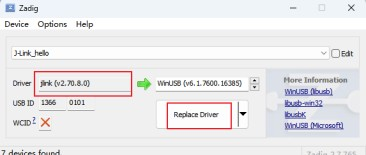 Zadig
Device Options Help
J-Link_hello
Edit
Driver jlink (v2.70.8.0) WinUSB (v6.1.7600.16385)
USB ID 1366 0101
WCID ?
Replace Driver
More Information
WinUSB (libusb)
libusb-win32
libusbK
WinUSB (Microsoft)
7 devices found.
Zadig 2.7.765